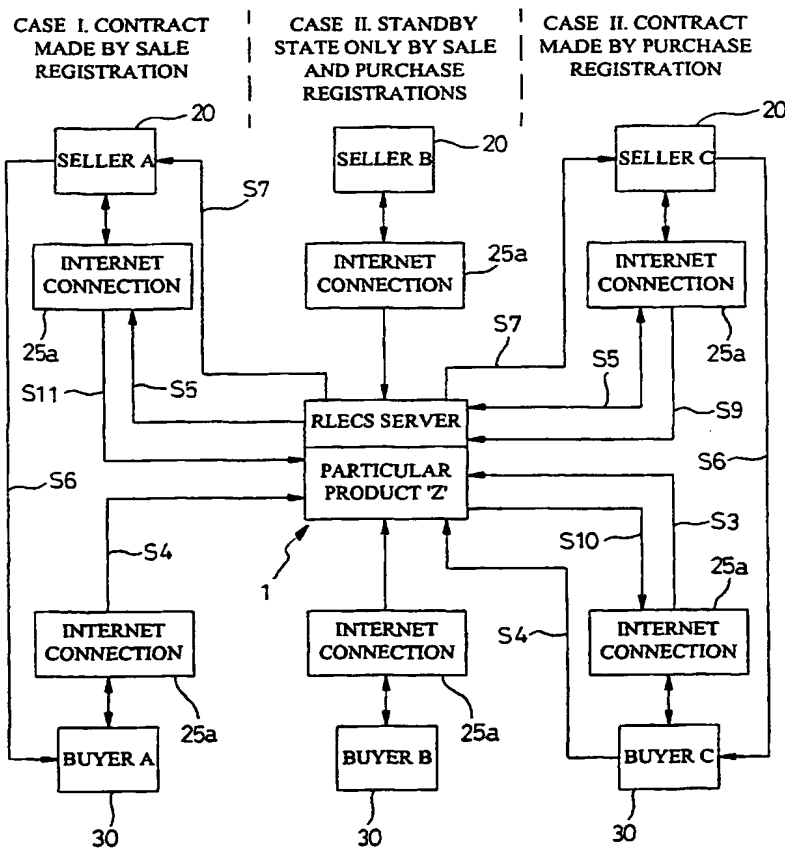 CASE I. CONTRACT
MADE BY SALE
REGISTRATION
CASE II. STANDBY
STATE ONLY BY SALE
AND PURCHASE
REGISTRATIONS
CASE II. CONTRACT
MADE BY PURCHASE
REGISTRATION
20
20
20
SELLER A
SELLER B
SELLER C
S7
INTERNET
CONNECTION
INTERNET
CONNECTION
INTERNET
CONNECTION
25a
25a
25a
S7
S11
S5
S5
S9
RLECS SERVER
PARTICULAR
PRODUCT 'Z'
S6
S6
S4
S10
S3
1
25a
INTERNET
CONNECTION
INTERNET
CONNECTION
INTERNET
CONNECTION
S4
25a
25a
BUYER A
BUYER B
BUYER C
30
30
30